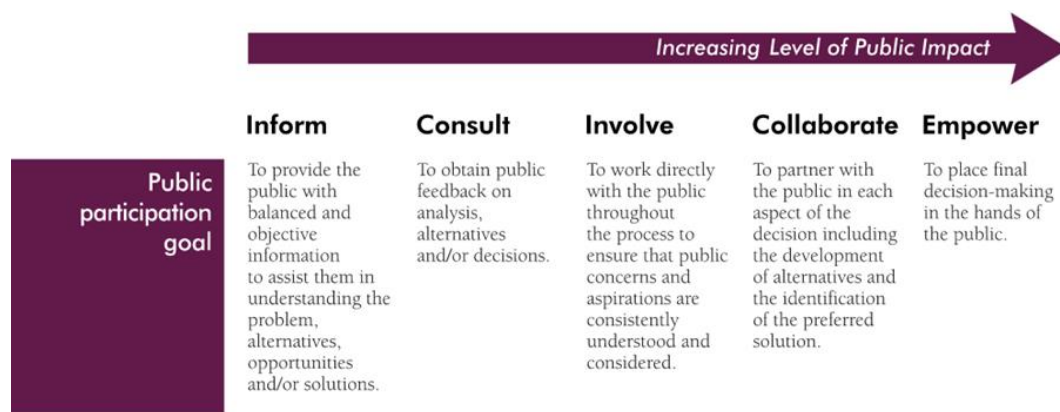 Increasing Level of Public Impact
Inform
Consult
Involve
Collaborate
Empower
Public
participation
goal
To provide the
public with
balanced and
objective
information
to assist them in
understanding the
problem,
alternatives,
opportunities
and/or solutions.
To obtain public
feedback on
analysis,
alternatives
and/or decisions.
To work directly
with the public
throughout
the process to
ensure that public
concerns and
aspirations are
consistently
understood and
considered.
To partner with
the public in each
aspect of the
decision including
the development
of alternatives and
the identification
of the preferred
solution.
To place final
decision-making
in the hands of
the public.